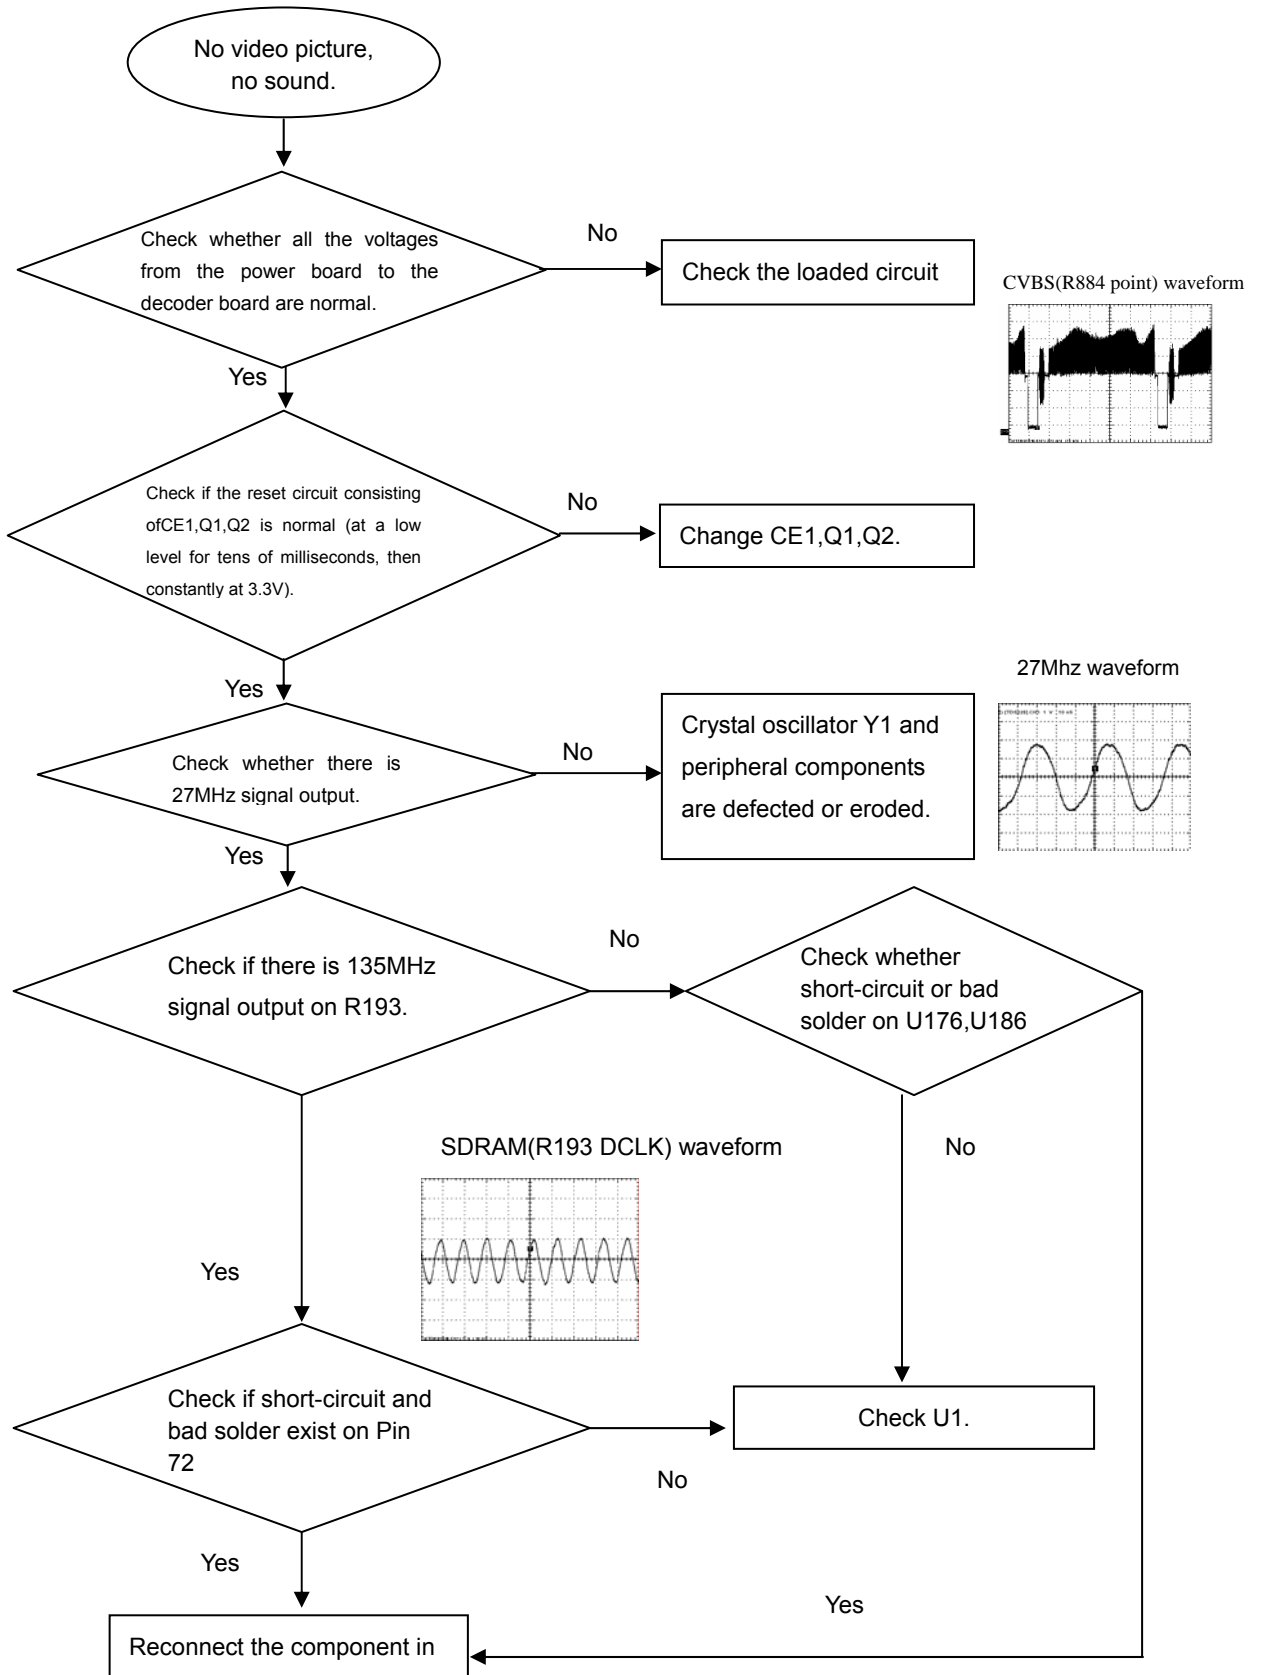 No video picture,
no sound.
Check whether all the voltages
from the power board to the
decoder board are normal.
No
Check the loaded circuit
CVBS(R884 point) waveform
Yes
Check if the reset circuit consisting
ofCE1,Q1,Q2 is normal (at a low
level for tens of milliseconds, then
constantly at 3.3V).
No
Change CE1,Q1,Q2.
Yes
27Mhz waveform
Check whether there is
27MHz signal output.
No
Crystal oscillator Y1 and
peripheral components
are defected or eroded.
Yes
Check if there is 135MHz
signal output on R193.
No
Check whether
short-circuit or bad
solder on U176,U186
SDRAM(R193 DCLK) waveform
No
Yes
Check if short-circuit and
bad solder exist on Pin
72
No
Check U1.
Yes
Yes
Reconnect the component in